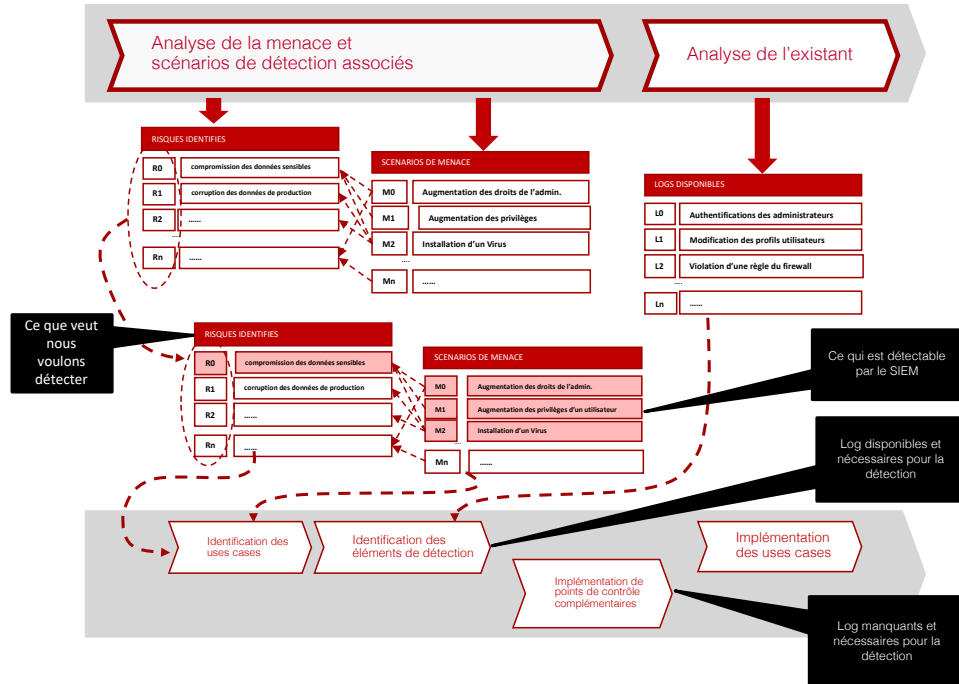 Analyse de la menace et
scénarios de détection associés
Analyse de l'existant
RISQUES IDENTIFIES
R0
compromission des données sensibles
R1
corruption des données de production
R2
......
....
Rn
......
SCENARIOS DE MENACE
M0
Augmentation des droits de l'admin.
M1
Augmentation des privilèges
M2
Installation d'un Virus
....
Mn
......
LOGS DISPONIBLES
L0
Authentifications des administrateurs
L1
Modification des profils utilisateurs
L2
Violation d'une règle du firewall
....
Ln
......
Ce que veut
nous
voulons
détecter
RISQUES IDENTIFIES
R0
compromission des données sensibles
R1
corruption des données de production
R2
......
....
Rn
......
SCENARIOS DE MENACE
M0
Augmentation des droits de l'admin.
M1
Augmentation des privilèges d'un utilisateur
M2
Installation d'un Virus
....
Mn
......
Ce qui est détectable
par le SIEM
Log disponibles et
nécessaires pour la
détection
Identification des
uses cases
Identification des
éléments de détection
Implémentation de
points de contrôle
complémentaires
Implémentation
des uses cases
Log manquants et
nécessaires pour la
détection